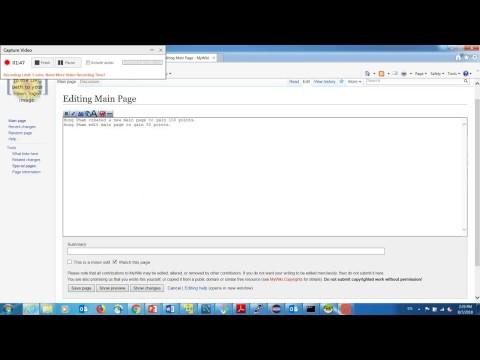 Capture Video
01:47 Finish Pause Include audio
Recording Limit 5 mins. Need More Video Recording Time?
Editing Main Page - MyWiki
Page Safety Tools
to the URL
path to your
image.
Main page Discussion Read Edit View history
Editing Main Page
Main page
Recent changes
Random page
Help
Tools
What links here
Related changes
Special pages
Page information
Hung Pham created a new main page to gain 100 points.
Hung Pham edit main page to gain 50 points.
Summary:
This is a minor edit Watch this page
Please note that all contributions to MyWiki may be edited, altered, or removed by other contributors. If you do not want your writing to be edited mercilessly, then do not submit it here.
You are also promising us that you wrote this yourself, or copied it from a public domain or similar free resource (see MyWiki:Copyrights for details). Do not submit copyrighted work without permission!
Save page Show preview Show changes Cancel | Editing help (opens in new window)
EN